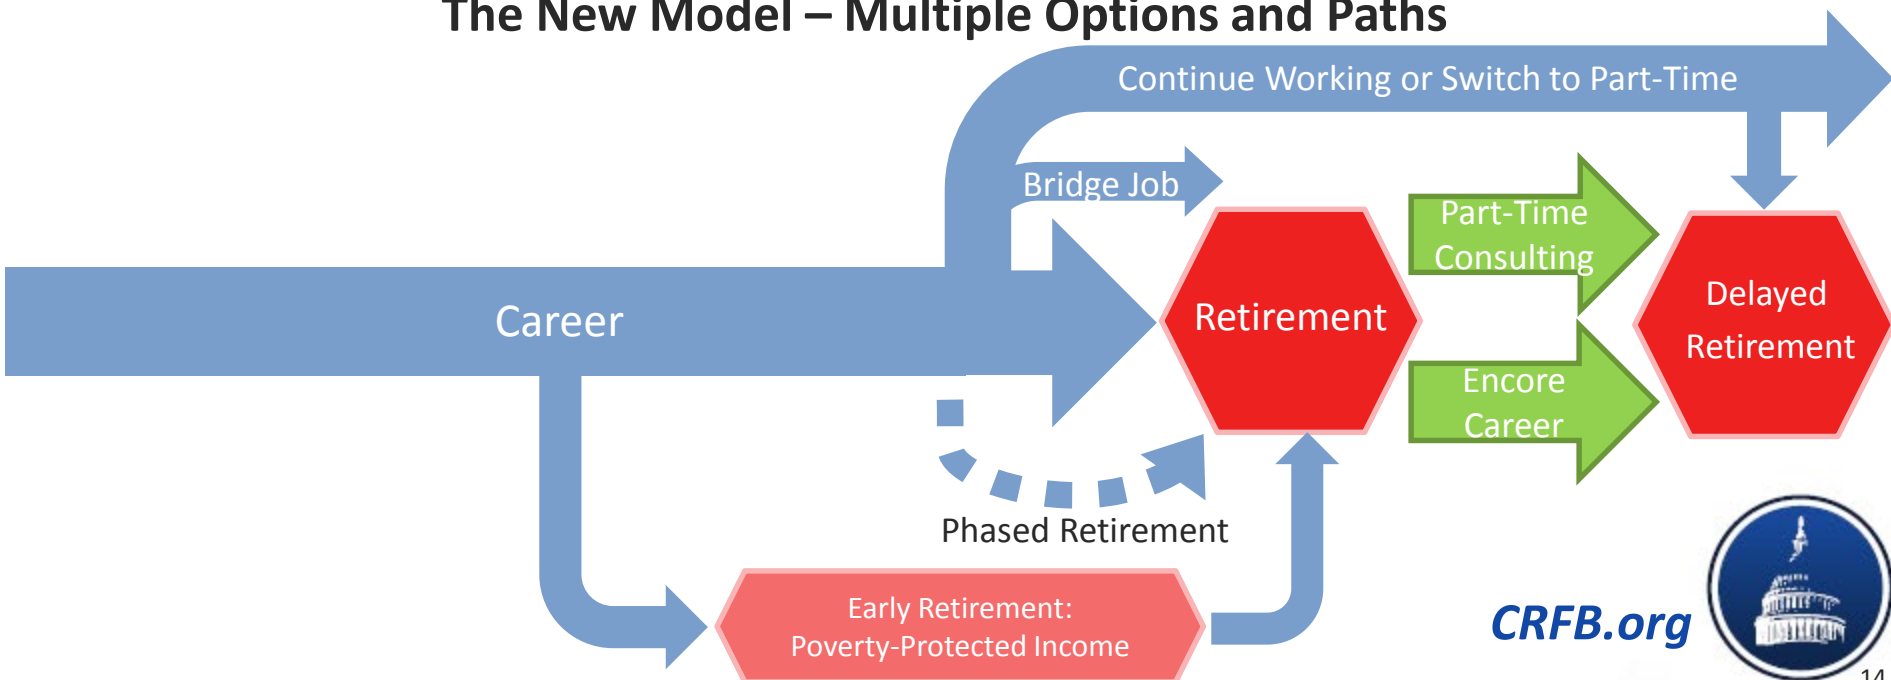 The New Model – Multiple Options and Paths
Continue Working or Switch to Part-Time
Bridge Job
Part-Time
Consulting
Career
Retirement
Delayed
Retirement
Encore
Career
Phased Retirement
Early Retirement:
Poverty-Protected Income
CRFB.org
14